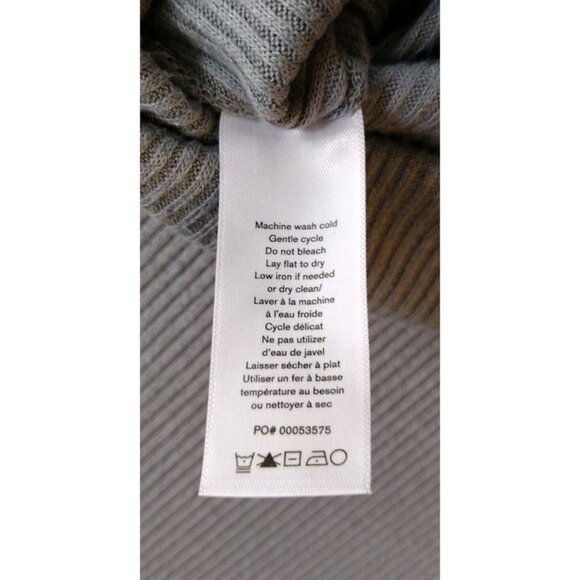 Machine wash cold
Gentle cycle
Do not bleach
Lay flat to dry
Low iron if needed
or dry clean/
Laver à la machine
à l'eau froide
Cycle délicat
Ne pas utiliser
d'eau de javel
Laisser sécher à plat
Utiliser un fer à basse
température au besoin
ou nettoyer à sec
PO# 00053575